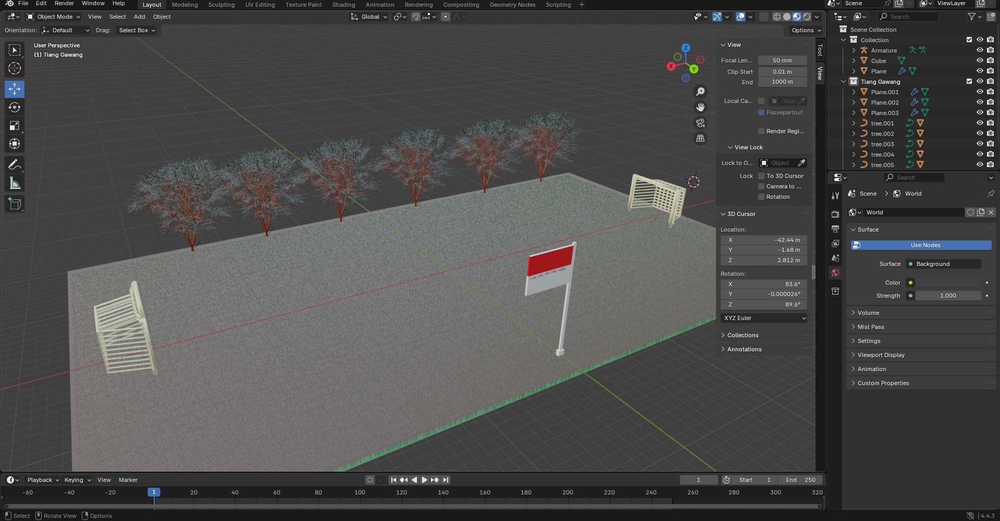 File Edit Render Window Help Layout Modeling Sculpting UV Editing Texture Paint Shading Animation Rendering Compositing Geometry Nodes Scripting + Scene ViewLayer
Object Mode View Select Add Object Global Search
Orientation: Default Drag: Select Box Options
User Perspective
(1) Tiang Gawang
Z
X
Y
View
Focal Len... 50 mm
Clip Start 0.01 m
End 1000 m
Local Ca... Objec
Passepartout
Render Regi...
View Lock
Lock to O... Object
Lock To 3D Cursor
Camera to ...
Rotation
3D Cursor
Location:
X -42.44 m
Y -1.68 m
Z 2.812 m
Rotation:
X 83.6°
Y -0.000026°
Z 89.6°
XYZ Euler
Collections
Annotations
Tool
View
Scene Collection
Collection
Armature
Cube
Plane
Tiang Gawang
Plane.001
Plane.002
Plane.003
tree.001
tree.002
tree.003
tree.004
tree.005
Search
Scene > World
World
Surface
Use Nodes
Surface Background
Color
Strength 1.000
Volume
Mist Pass
Settings
Viewport Display
Animation
Custom Properties
Playback Keying View Marker 1 Start 1 End 250
-60 -40 -20 1 20 40 60 80 100 120 140 160 180 200 220 240 260 280 300 320
Select Rotate View Options 4.4.3